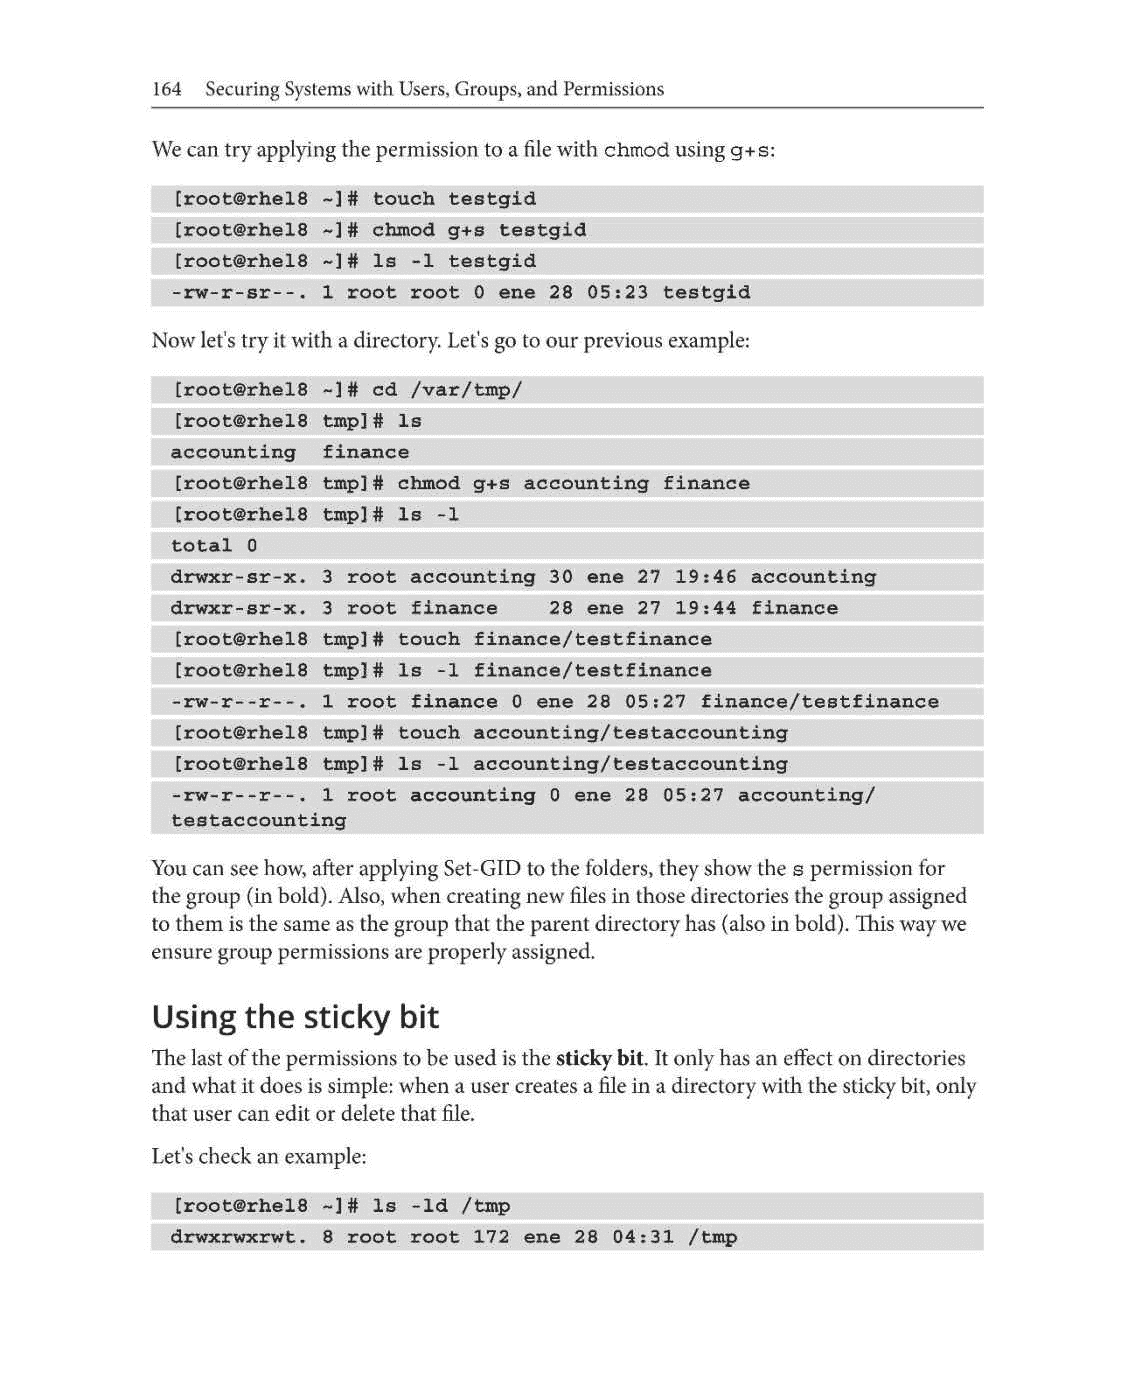 164 Securing Systems with Users, Groups, and Permissions
We can try applying the permission to a file with chmod using g+s:
[root@rhel8 ~]# touch testgid
[root@rhel8 ~]# chmod g+s testgid
[root@rhel8 ~]# ls -l testgid
-rw-r-sr--. 1 root root 0 ene 28 05:23 testgid
Now let's try it with a directory. Let's go to our previous example:
[root@rhel8 ~]# cd /var/tmp/
[root@rhel8 tmp]# ls
accounting  finance
[root@rhel8 tmp]# chmod g+s accounting finance
[root@rhel8 tmp]# ls -l
total 0
drwxr-sr-x. 3 root accounting 30 ene 27 19:46 accounting
drwxr-sr-x. 3 root finance    28 ene 27 19:44 finance
[root@rhel8 tmp]# touch finance/testfinance
[root@rhel8 tmp]# ls -l finance/testfinance
-rw-r--r--. 1 root finance 0 ene 28 05:27 finance/testfinance
[root@rhel8 tmp]# touch accounting/testaccounting
[root@rhel8 tmp]# ls -l accounting/testaccounting
-rw-r--r--. 1 root accounting 0 ene 28 05:27 accounting/
testaccounting
You can see how, after applying Set-GID to the folders, they show the s permission for
the group (in bold). Also, when creating new files in those directories the group assigned
to them is the same as the group that the parent directory has (also in bold). This way we
ensure group permissions are properly assigned.
Using the sticky bit
The last of the permissions to be used is the sticky bit. It only has an effect on directories
and what it does is simple: when a user creates a file in a directory with the sticky bit, only
that user can edit or delete that file.
Let's check an example:
[root@rhel8 ~]# ls -ld /tmp
drwxrwxrwt. 8 root root 172 ene 28 04:31 /tmp